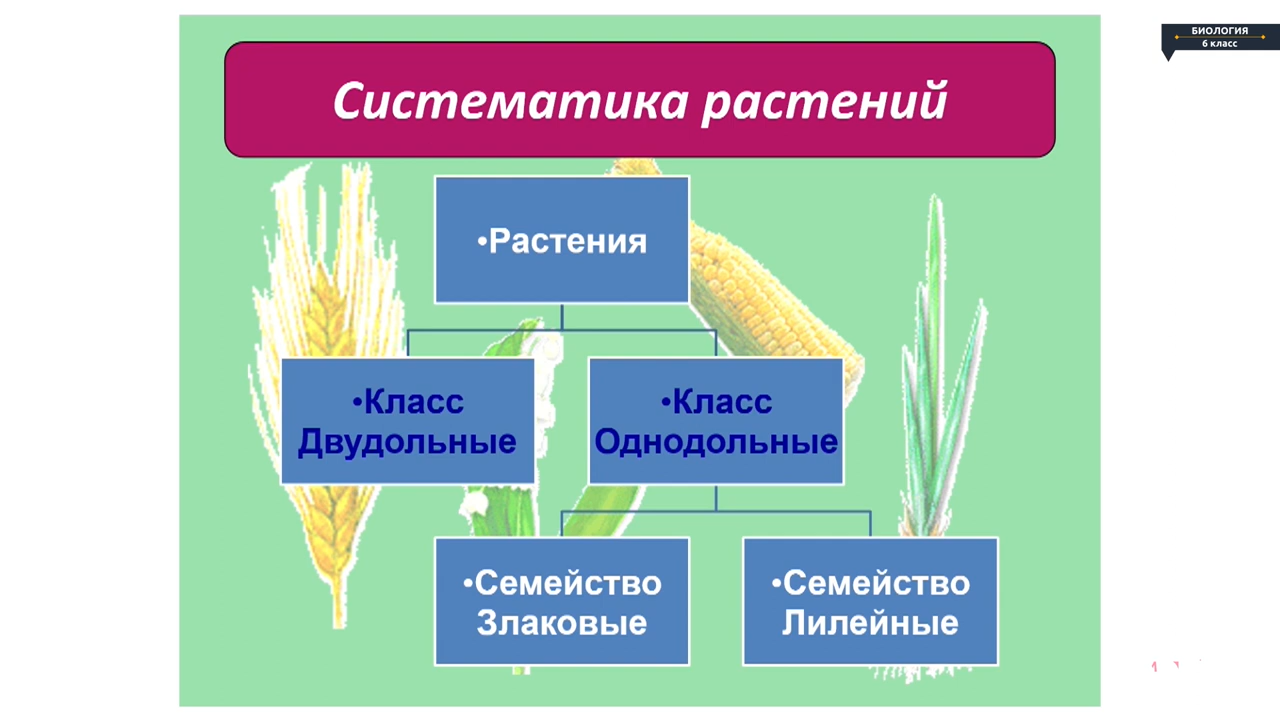 БИОЛОГИЯ
6 класс
Систематика растений
•Растения
•Класс
Двудольные
•Класс
Однодольные
•Семейство
Злаковые
•Семейство
Лилейные